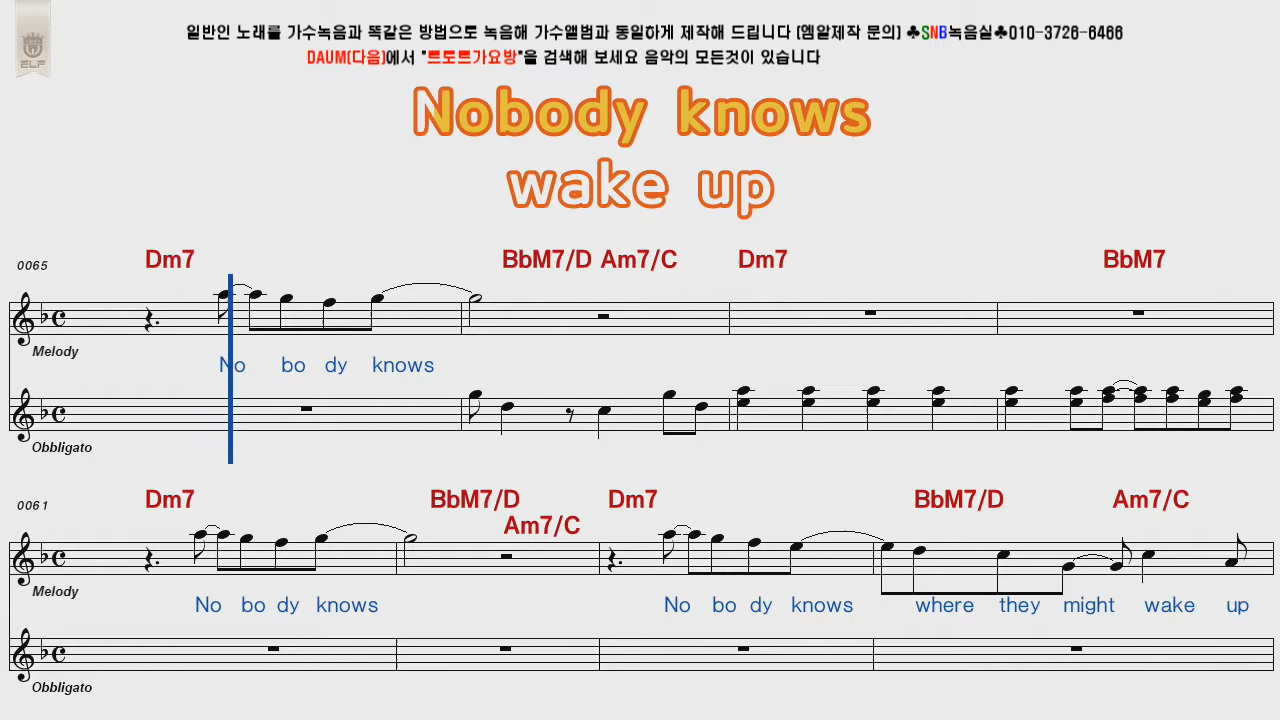 일반인 노래를 가수녹음과 똑같은 방법으로 녹음해 가수앨범과 동일하게 제작해 드립니다 (엠알제작 문의) ♣SNB녹음실♣010-3726-6466
DAUM(다음)에서 "트로트가요방"을 검색해 보세요 음악의 모든것이 있습니다
ELF
Nobody knows
wake up
0065 Dm7 BbM7/D Am7/C Dm7 BbM7
Melody
No bo dy knows
Obbligato
0061 Dm7 BbM7/D Am7/C Dm7 BbM7/D Am7/C
Melody
No bo dy knows No bo dy knows where they might wake up
Obbligato